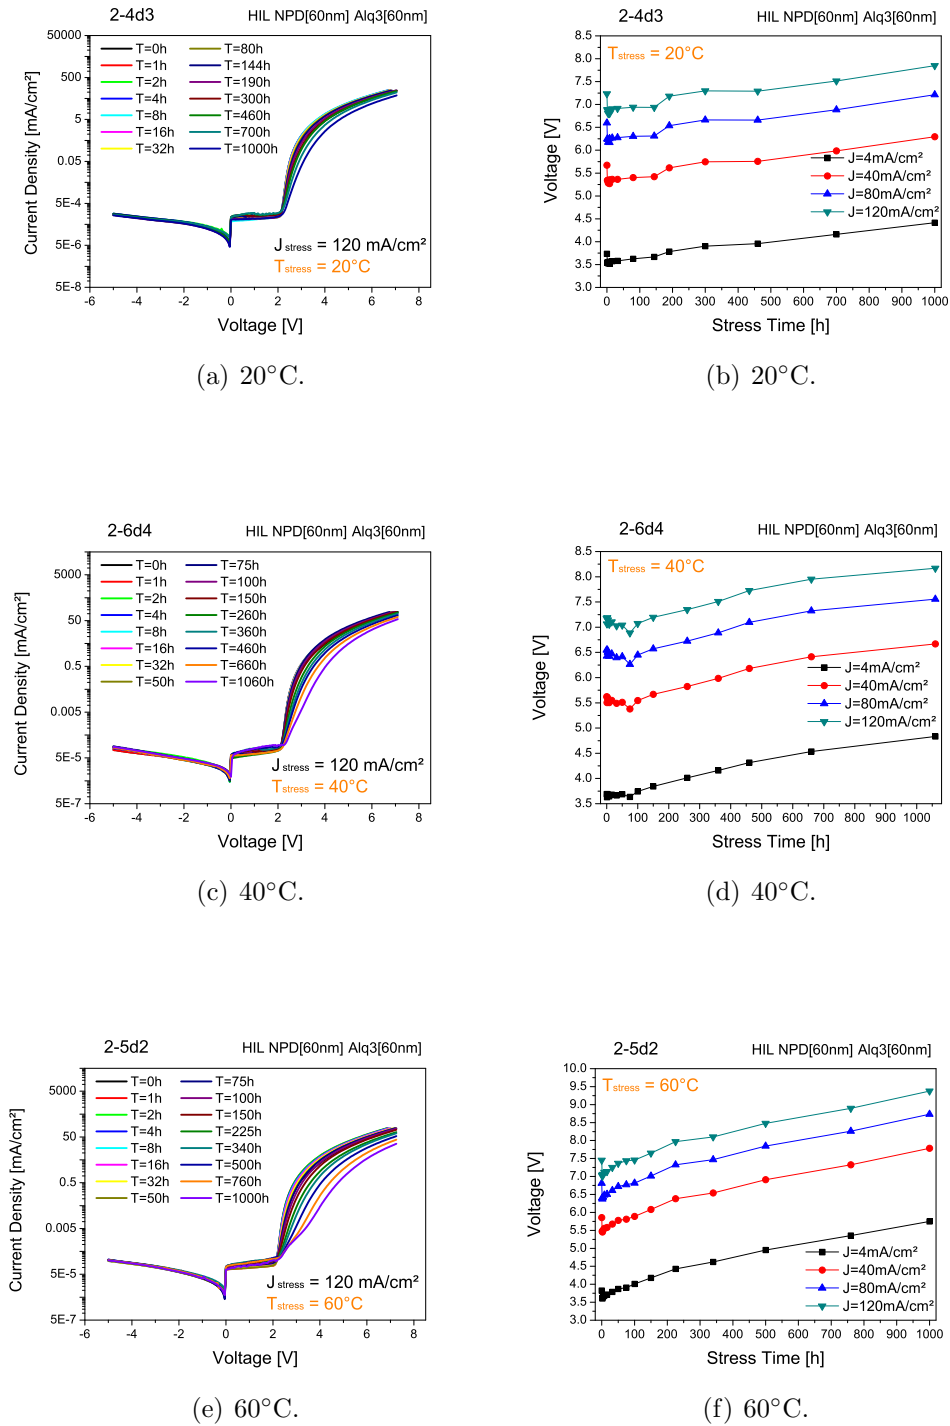 2-4d3 HIL NPD[60nm] Alq3[60nm]
50000
500
5
0.05
5E-4
5E-6
5E-8
Current Density [mA/cm²]
T=0h T=80h
T=1h T=144h
T=2h T=190h
T=4h T=300h
T=8h T=460h
T=16h T=700h
T=32h T=1000h
J stress = 120 mA/cm²
T stress = 20°C
-6 -4 -2 0 2 4 6 8
Voltage [V]
(a) 20°C.
2-4d3 HIL NPD[60nm] Alq3[60nm]
T stress = 20°C
8.5
8.0
7.5
7.0
6.5
6.0
5.5
5.0
4.5
4.0
3.5
3.0
Voltage [V]
J=4mA/cm²
J=40mA/cm²
J=80mA/cm²
J=120mA/cm²
0 100 200 300 400 500 600 700 800 900 1000
Stress Time [h]
(b) 20°C.
2-6d4 HIL NPD[60nm] Alq3[60nm]
5000
50
0.5
0.005
5E-5
5E-7
Current Density [mA/cm²]
T=0h T=75h
T=1h T=100h
T=2h T=150h
T=4h T=260h
T=8h T=360h
T=16h T=460h
T=32h T=660h
T=50h T=1060h
J stress = 120 mA/cm²
T stress = 40°C
-6 -4 -2 0 2 4 6 8
Voltage [V]
(c) 40°C.
2-6d4 HIL NPD[60nm] Alq3[60nm]
T stress = 40°C
8.5
8.0
7.5
7.0
6.5
6.0
5.5
5.0
4.5
4.0
3.5
Voltage [V]
J=4mA/cm²
J=40mA/cm²
J=80mA/cm²
J=120mA/cm²
0 100 200 300 400 500 600 700 800 900 1000
Stress Time [h]
(d) 40°C.
2-5d2 HIL NPD[60nm] Alq3[60nm]
5000
50
0.5
0.005
5E-5
5E-7
Current Density [mA/cm²]
T=0h T=75h
T=1h T=100h
T=2h T=150h
T=4h T=225h
T=8h T=340h
T=16h T=500h
T=32h T=760h
T=50h T=1000h
J stress = 120 mA/cm²
T stress = 60°C
-6 -4 -2 0 2 4 6 8
Voltage [V]
(e) 60°C.
2-5d2 HIL NPD[60nm] Alq3[60nm]
T stress = 60°C
10.0
9.5
9.0
8.5
8.0
7.5
7.0
6.5
6.0
5.5
5.0
4.5
4.0
3.5
3.0
Voltage [V]
J=4mA/cm²
J=40mA/cm²
J=80mA/cm²
J=120mA/cm²
0 100 200 300 400 500 600 700 800 900 1000
Stress Time [h]
(f) 60°C.